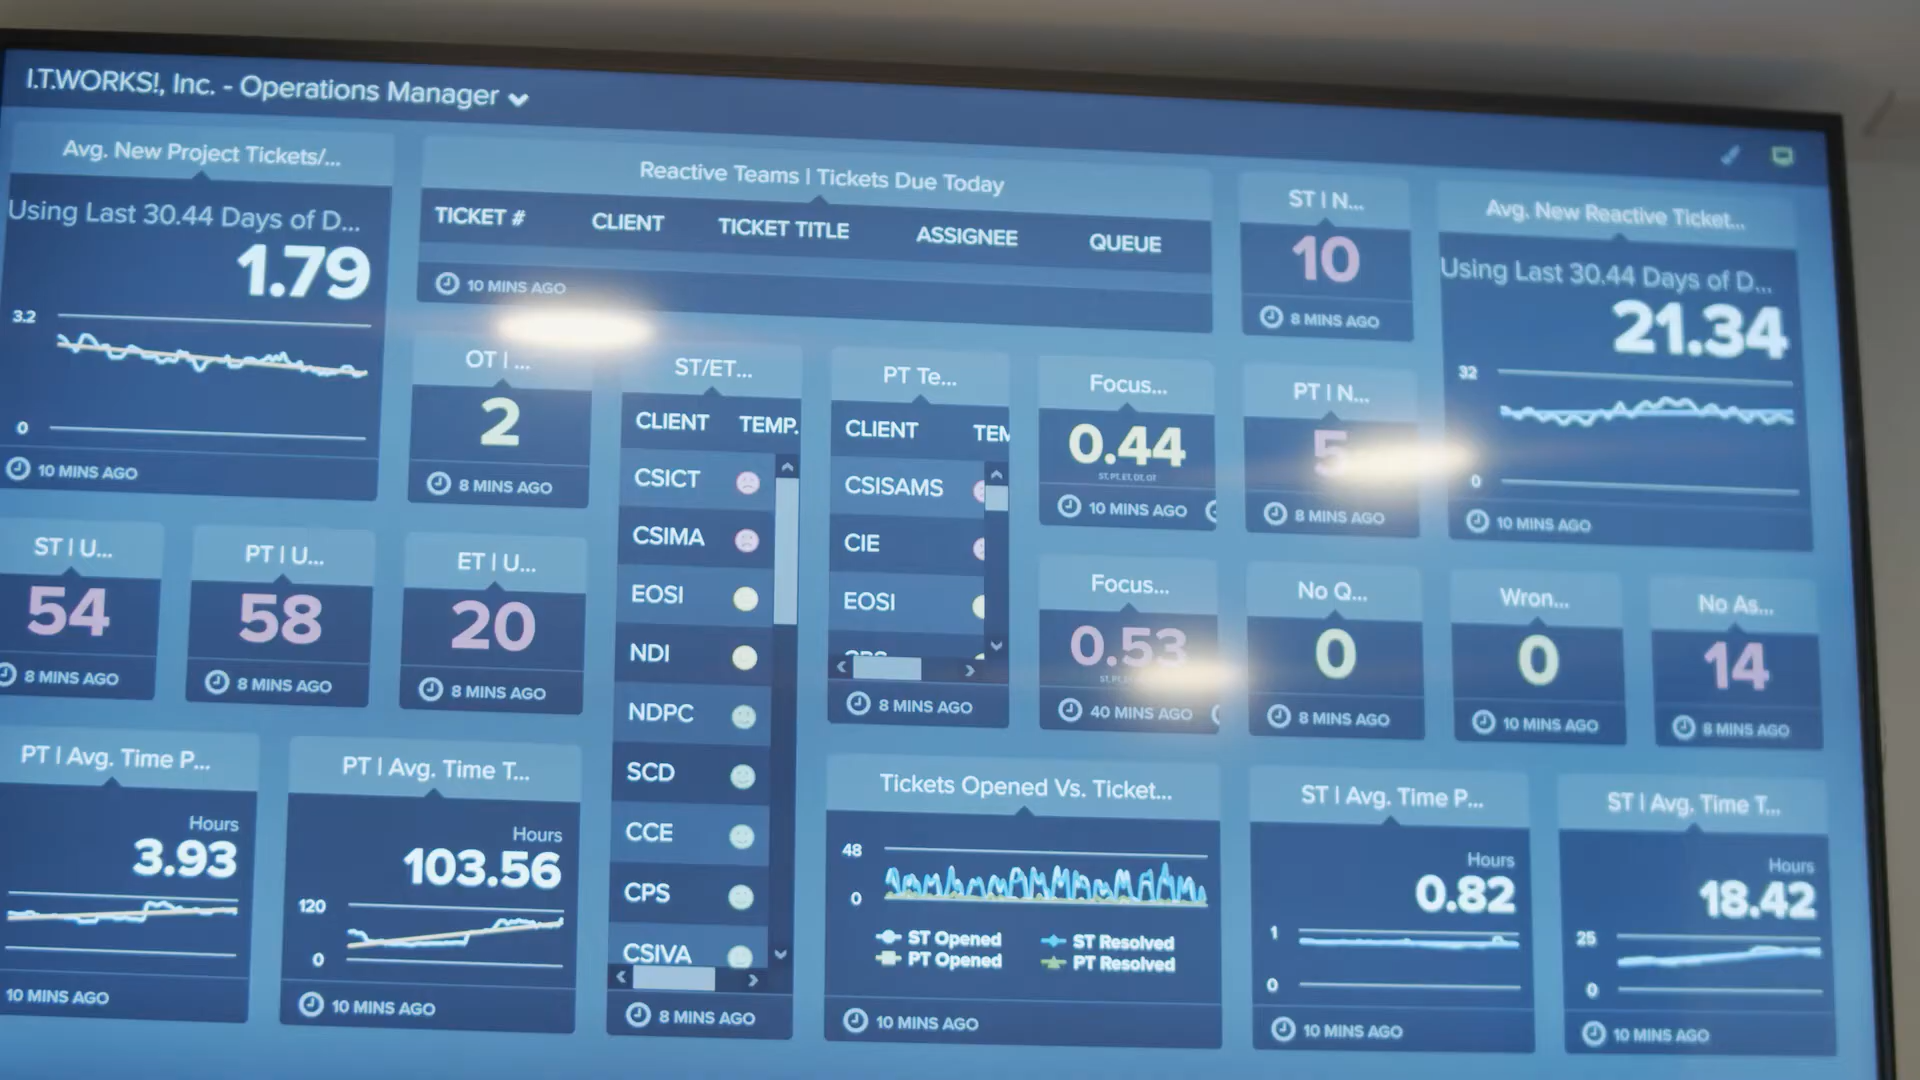 I.T.WORKS!, Inc. - Operations Manager
Avg. New Project Tickets/...
Using Last 30.44 Days of D...
1.79
3.2
0
10 MINS AGO
Reactive Teams | Tickets Due Today
TICKET # CLIENT TICKET TITLE ASSIGNEE QUEUE
10 MINS AGO
ST | N...
10
8 MINS AGO
Avg. New Reactive Ticket...
Using Last 30.44 Days of D...
21.34
32
0
10 MINS AGO
OT | ...
2
8 MINS AGO
ST/ET...
CLIENT TEMP.
CSICT
CSIMA
EOSI
NDI
NDPC
SCD
CCE
CPS
CSIVA
8 MINS AGO
PT Te...
CLIENT TEM
CSISAMS
CIE
EOSI
8 MINS AGO
Focus...
0.44
ST, PT, ET, DT, OT
10 MINS AGO
PT | N...
5
8 MINS AGO
ST | U...
54
8 MINS AGO
PT | U...
58
8 MINS AGO
ET | U...
20
8 MINS AGO
Focus...
0.53
40 MINS AGO
No Q...
0
8 MINS AGO
Wron...
0
10 MINS AGO
No As...
14
8 MINS AGO
PT | Avg. Time P...
Hours
3.93
10 MINS AGO
PT | Avg. Time T...
Hours
103.56
120
0
10 MINS AGO
Tickets Opened Vs. Ticket...
48
0
ST Opened ST Resolved
PT Opened PT Resolved
10 MINS AGO
ST | Avg. Time P...
Hours
0.82
1
0
10 MINS AGO
ST | Avg. Time T...
Hours
18.42
25
0
10 MINS AGO